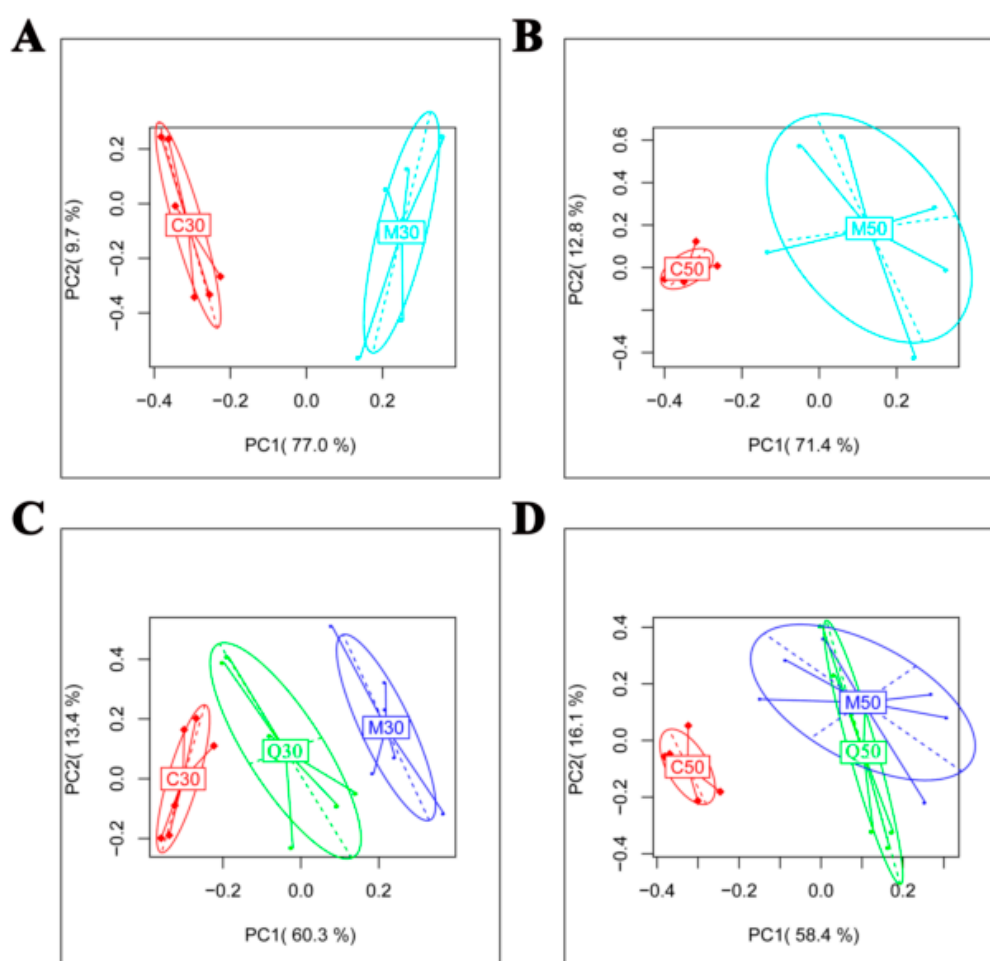 A
B
0.2
0.0
−0.2
−0.4
PC2( 9.7 %)
C30
M30
−0.4
−0.2
0.0
0.2
PC1( 77.0 %)
0.6
0.4
0.2
0.0
−0.4
PC2( 12.8 %)
C50
M50
−0.4
−0.2
0.0
0.2
PC1( 71.4 %)
C
D
0.4
0.2
0.0
−0.2
PC2( 13.4 %)
C30
Q30
M30
−0.2
0.0
0.2
PC1( 60.3 %)
0.4
0.2
0.0
−0.2
−0.4
PC2( 16.1 %)
C50
M50
Q50
−0.4
−0.2
0.0
0.2
PC1( 58.4 %)